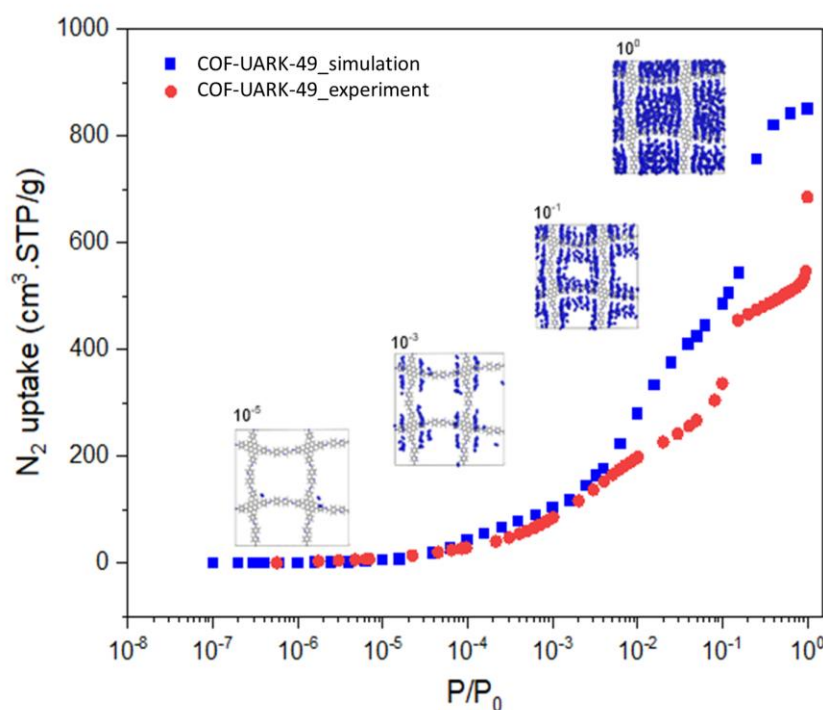 1000
800
600
400
200
0
N₂ uptake (cm³.STP/g)
COF-UARK-49_simulation
COF-UARK-49_experiment
10⁰
10⁻¹
10⁻³
10⁻⁵
10⁻⁸ 10⁻⁷ 10⁻⁶ 10⁻⁵ 10⁻⁴ 10⁻³ 10⁻² 10⁻¹ 10⁰
P/P₀